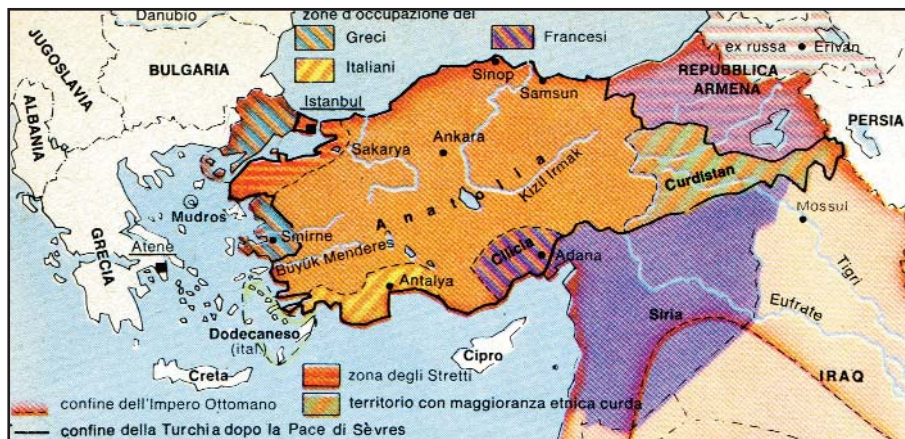 Danubio
zone d'occupazione dei
Greci
Francesi
Italiani
JUGOSLAVIA
BULGARIA
ALBANIA
GRECIA
Istanbul
Sinop
Samsun
ex russa
Erivan
REPUBBLICA
ARMENA
PERSIA
Sakarya
Ankara
Anatolia
Kizil Irmak
Curdistan
Mudros
Atene
Smirne
Büyük Menderes
Antalya
Cilicia
Adana
Mossul
Tigri
Eufrate
Siria
IRAQ
Dodecaneso
(ital.)
Creta
Cipro
zona degli Stretti
territorio con maggioranza etnica curda
confine dell'Impero Ottomano
confine della Turchia dopo la Pace di Sèvres